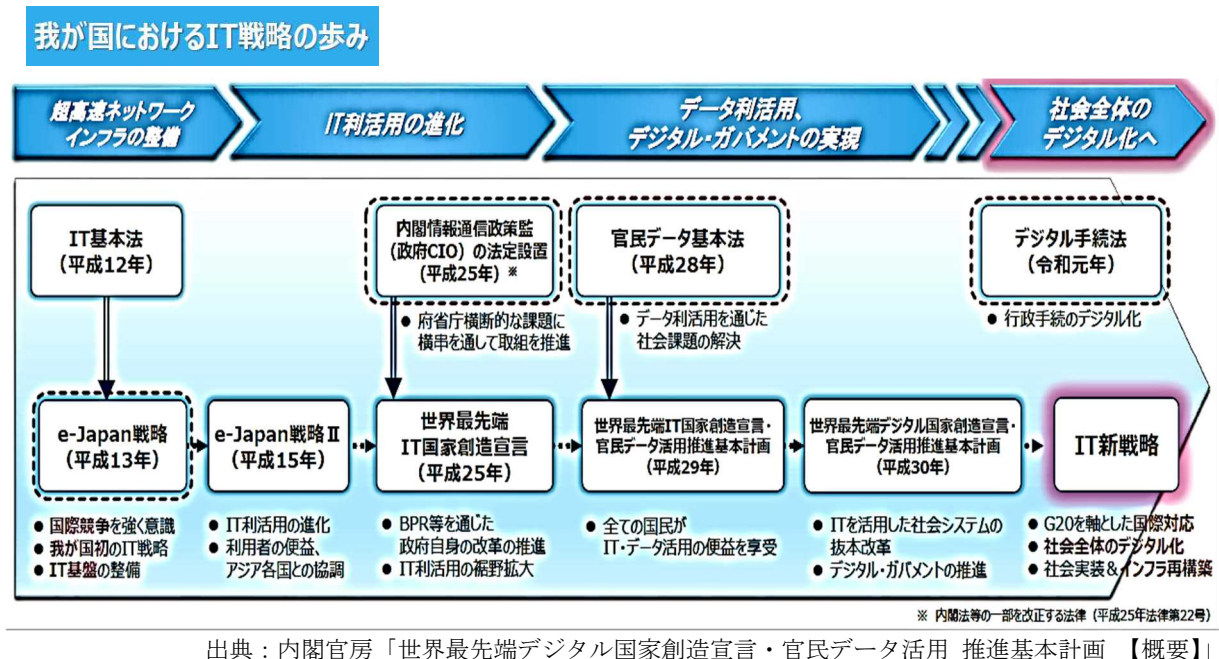 我が国におけるIT戦略の歩み
超高速ネットワーク
インフラの整備
IT利活用の進化
データ利活用、
デジタル・ガバメントの実現
社会全体の
デジタル化へ
IT基本法
（平成12年）
内閣情報通信政策監
（政府CIO）の法定設置
（平成25年）※
● 府省庁横断的な課題に
横串を通して取組を推進
官民データ基本法
（平成28年）
● データ利活用を通じた
社会課題の解決
デジタル手続法
（令和元年）
● 行政手続のデジタル化
e-Japan戦略
（平成13年）
● 国際競争を強く意識
● 我が国初のIT戦略
● IT基盤の整備
e-Japan戦略Ⅱ
（平成15年）
● IT利活用の進化
● 利用者の便益、
アジア各国との協調
世界最先端
IT国家創造宣言
（平成25年）
● BPR等を通じた
政府自身の改革の推進
● IT利活用の裾野拡大
世界最先端IT国家創造宣言・
官民データ活用推進基本計画
（平成29年）
● 全ての国民が
IT・データ活用の便益を享受
世界最先端デジタル国家創造宣言・
官民データ活用推進基本計画
（平成30年）
● ITを活用した社会システムの
抜本改革
● デジタル・ガバメントの推進
IT新戦略
● G20を軸とした国際対応
● 社会全体のデジタル化
● 社会実装＆インフラ再構築
※ 内閣法等の一部を改正する法律（平成25年法律第22号）
出典：内閣官房「世界最先端デジタル国家創造宣言・官民データ活用 推進基本計画 【概要】」